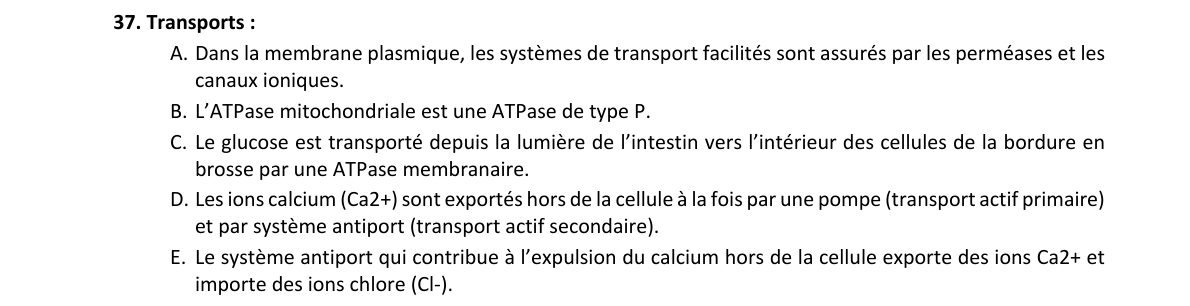 37. Transports :
A. Dans la membrane plasmique, les systèmes de transport facilités sont assurés par les perméases et les
canaux ioniques.
B. L’ATPase mitochondriale est une ATPase de type P.
C. Le glucose est transporté depuis la lumière de l’intestin vers l’intérieur des cellules de la bordure en
brosse par une ATPase membranaire.
D. Les ions calcium (Ca2+) sont exportés hors de la cellule à la fois par une pompe (transport actif primaire)
et par système antiport (transport actif secondaire).
E. Le système antiport qui contribue à l’expulsion du calcium hors de la cellule exporte des ions Ca2+ et
importe des ions chlore (Cl-).